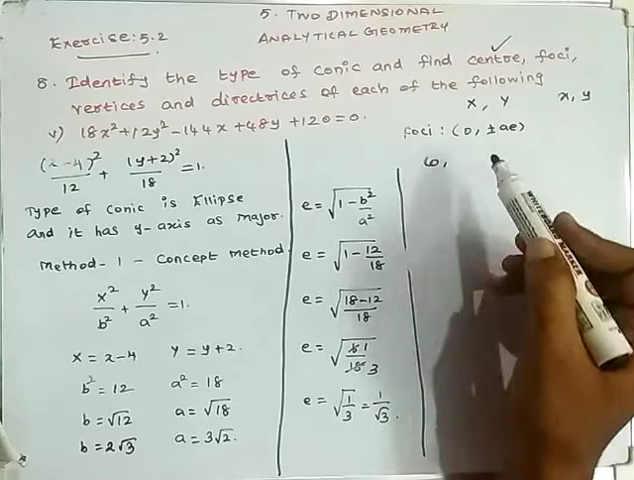 5. TWO DIMENSIONAL
ANALYTICAL GEOMETRY
Exercise: 5.2
8. Identify the type of conic and find centre, foci,
vertices and directrices of each of the following
X, Y x, y
v) 18x²+12y²-144x+48y+120=0.
foci : (0, ±ae)
(0,
(x-4)²/12 + (y+2)²/18 = 1.
Type of conic is Ellipse
and it has y-axis as major.
Method-1 - Concept method
x²/b² + y²/a² = 1.
X = x-4 Y = y+2.
b² = 12 a² = 18
b = √12 a = √18
b = 2√3 a = 3√2.
e = √(1 - b²/a²)
e = √(1 - 12/18)
e = √((18-12)/18)
e = √(6 1/18 3)
e = √(1/3) = 1/√3.
WHITEBOARD MARKER